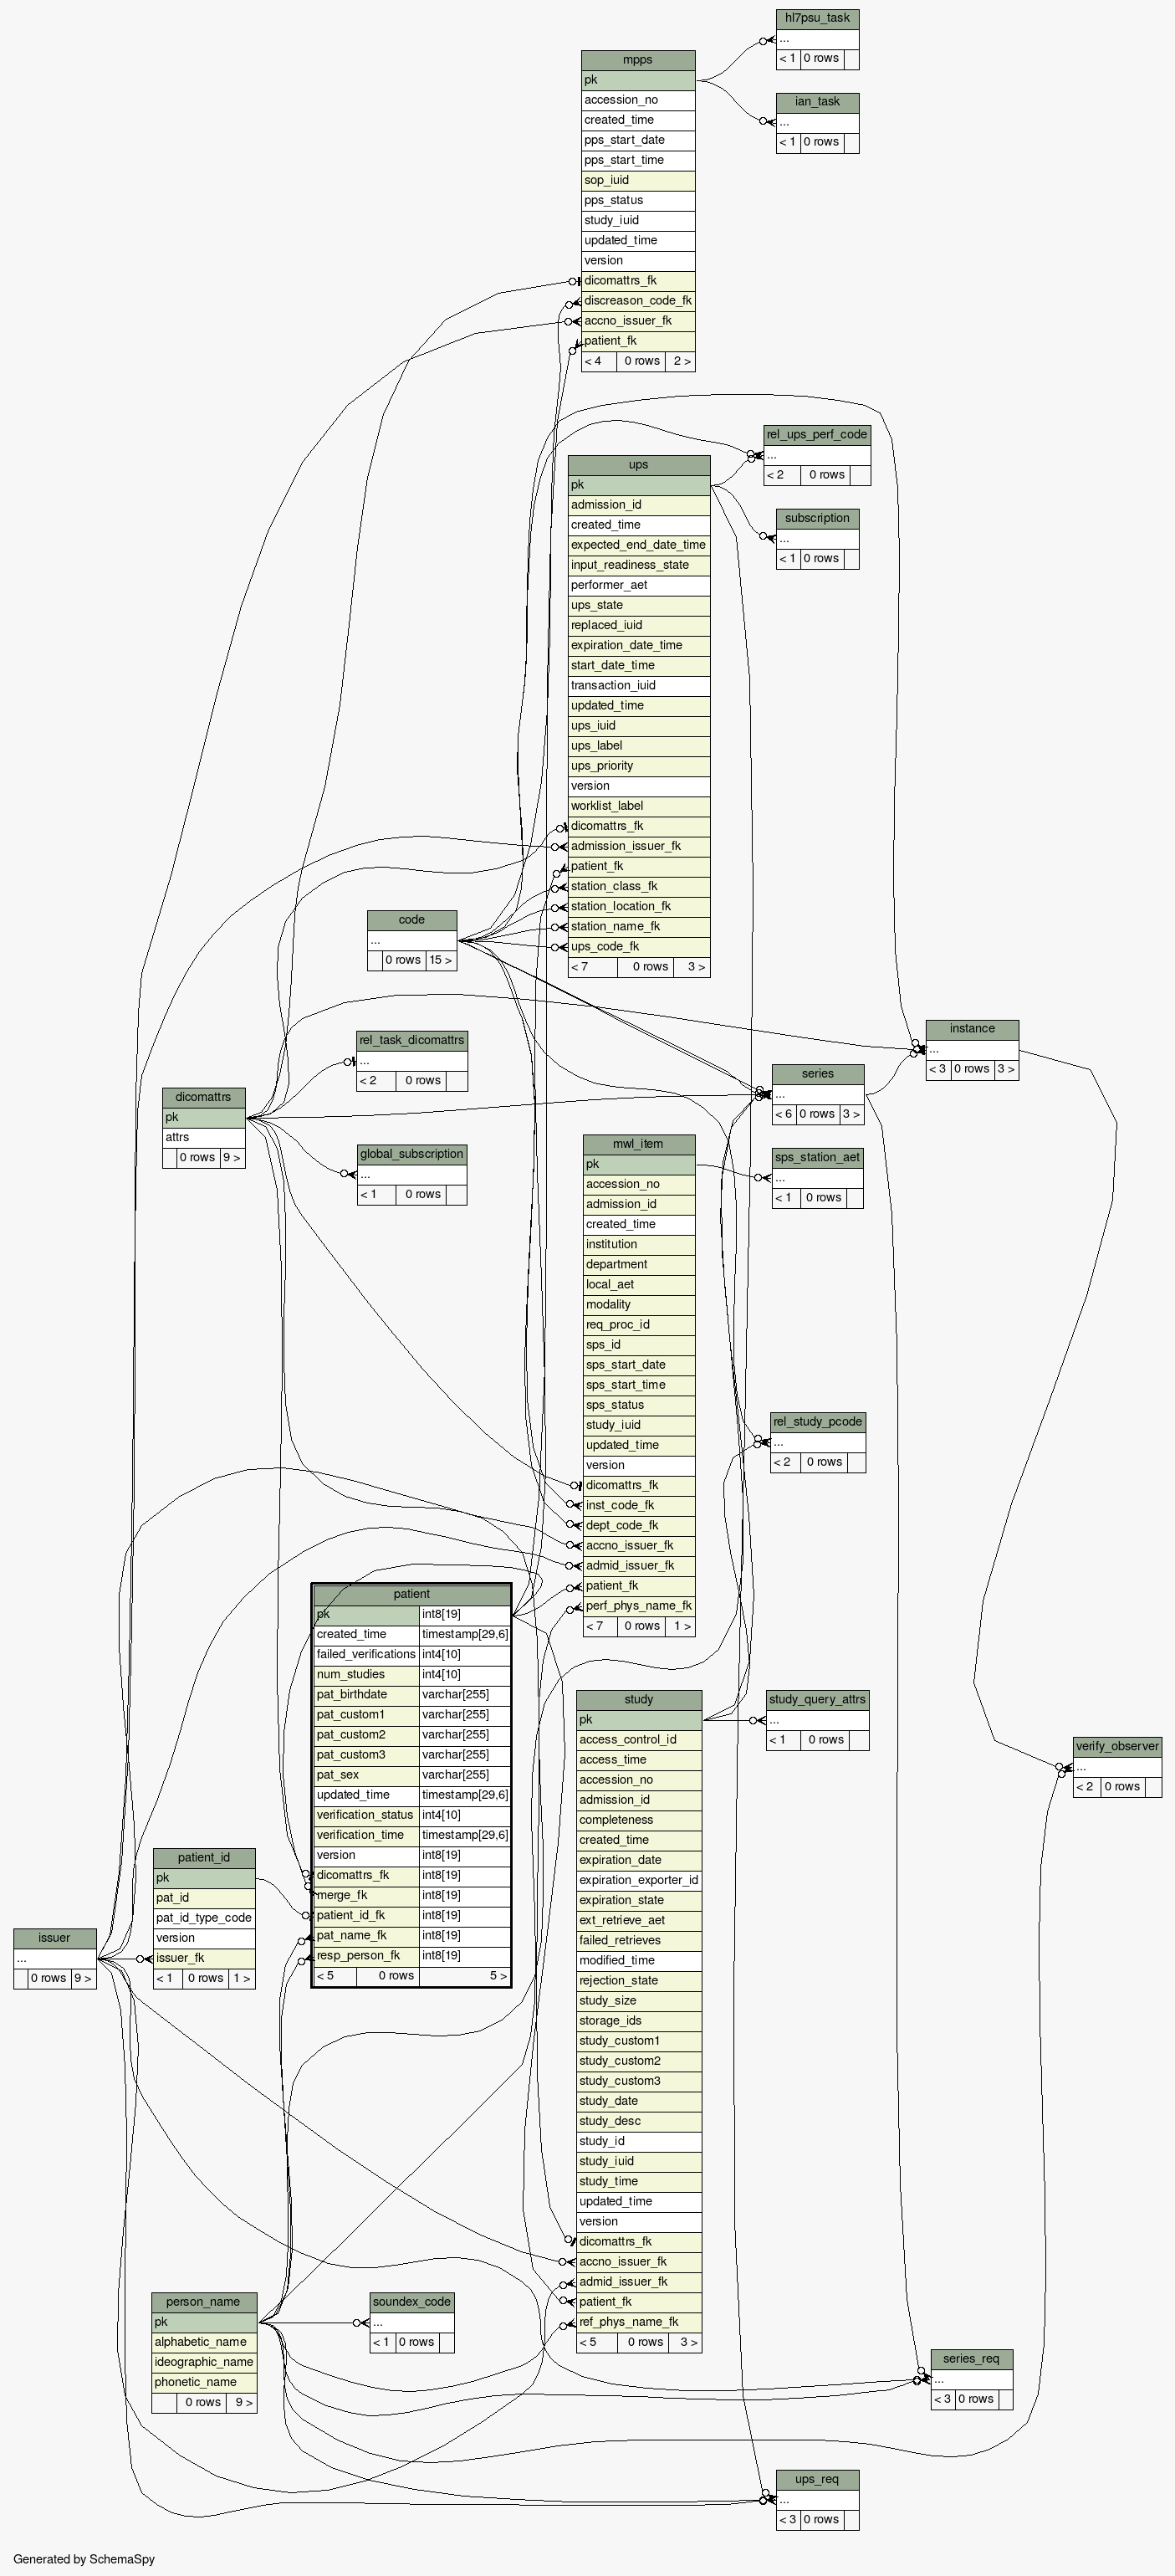 hl7psu_task
...
< 1 0 rows
ian_task
...
< 1 0 rows
mpps
pk
accession_no
created_time
pps_start_date
pps_start_time
sop_iuid
pps_status
study_iuid
updated_time
version
dicomattrs_fk
discreason_code_fk
accno_issuer_fk
patient_fk
< 4 0 rows 2 >
rel_ups_perf_code
...
< 2 0 rows
subscription
...
< 1 0 rows
ups
pk
admission_id
created_time
expected_end_date_time
input_readiness_state
performer_aet
ups_state
replaced_iuid
expiration_date_time
start_date_time
transaction_iuid
updated_time
ups_iuid
ups_label
ups_priority
version
worklist_label
dicomattrs_fk
admission_issuer_fk
patient_fk
station_class_fk
station_location_fk
station_name_fk
ups_code_fk
< 7 0 rows 3 >
code
...
0 rows 15 >
instance
...
< 3 0 rows 3 >
rel_task_dicomattrs
...
< 2 0 rows
series
...
< 6 0 rows 3 >
dicomattrs
pk
attrs
0 rows 9 >
global_subscription
...
< 1 0 rows
sps_station_aet
...
< 1 0 rows
mwl_item
pk
accession_no
admission_id
created_time
institution
department
local_aet
modality
req_proc_id
sps_id
sps_start_date
sps_start_time
sps_status
study_iuid
updated_time
version
dicomattrs_fk
inst_code_fk
dept_code_fk
accno_issuer_fk
admid_issuer_fk
patient_fk
perf_phys_name_fk
< 7 0 rows 1 >
rel_study_pcode
...
< 2 0 rows
patient
pk int8[19]
created_time timestamp[29,6]
failed_verifications int4[10]
num_studies int4[10]
pat_birthdate varchar[255]
pat_custom1 varchar[255]
pat_custom2 varchar[255]
pat_custom3 varchar[255]
pat_sex varchar[255]
updated_time timestamp[29,6]
verification_status int4[10]
verification_time timestamp[29,6]
version int8[19]
dicomattrs_fk int8[19]
merge_fk int8[19]
patient_id_fk int8[19]
pat_name_fk int8[19]
resp_person_fk int8[19]
< 5 0 rows 5 >
study_query_attrs
...
< 1 0 rows
verify_observer
...
< 2 0 rows
study
pk
access_control_id
access_time
accession_no
admission_id
completeness
created_time
expiration_date
expiration_exporter_id
expiration_state
ext_retrieve_aet
failed_retrieves
modified_time
rejection_state
study_size
storage_ids
study_custom1
study_custom2
study_custom3
study_date
study_desc
study_id
study_iuid
study_time
updated_time
version
dicomattrs_fk
accno_issuer_fk
admid_issuer_fk
patient_fk
ref_phys_name_fk
< 5 0 rows 3 >
patient_id
pk
pat_id
pat_id_type_code
version
issuer_fk
< 1 0 rows 1 >
issuer
...
0 rows 9 >
person_name
pk
alphabetic_name
ideographic_name
phonetic_name
0 rows 9 >
soundex_code
...
< 1 0 rows
series_req
...
< 3 0 rows
ups_req
...
< 3 0 rows
Generated by SchemaSpy